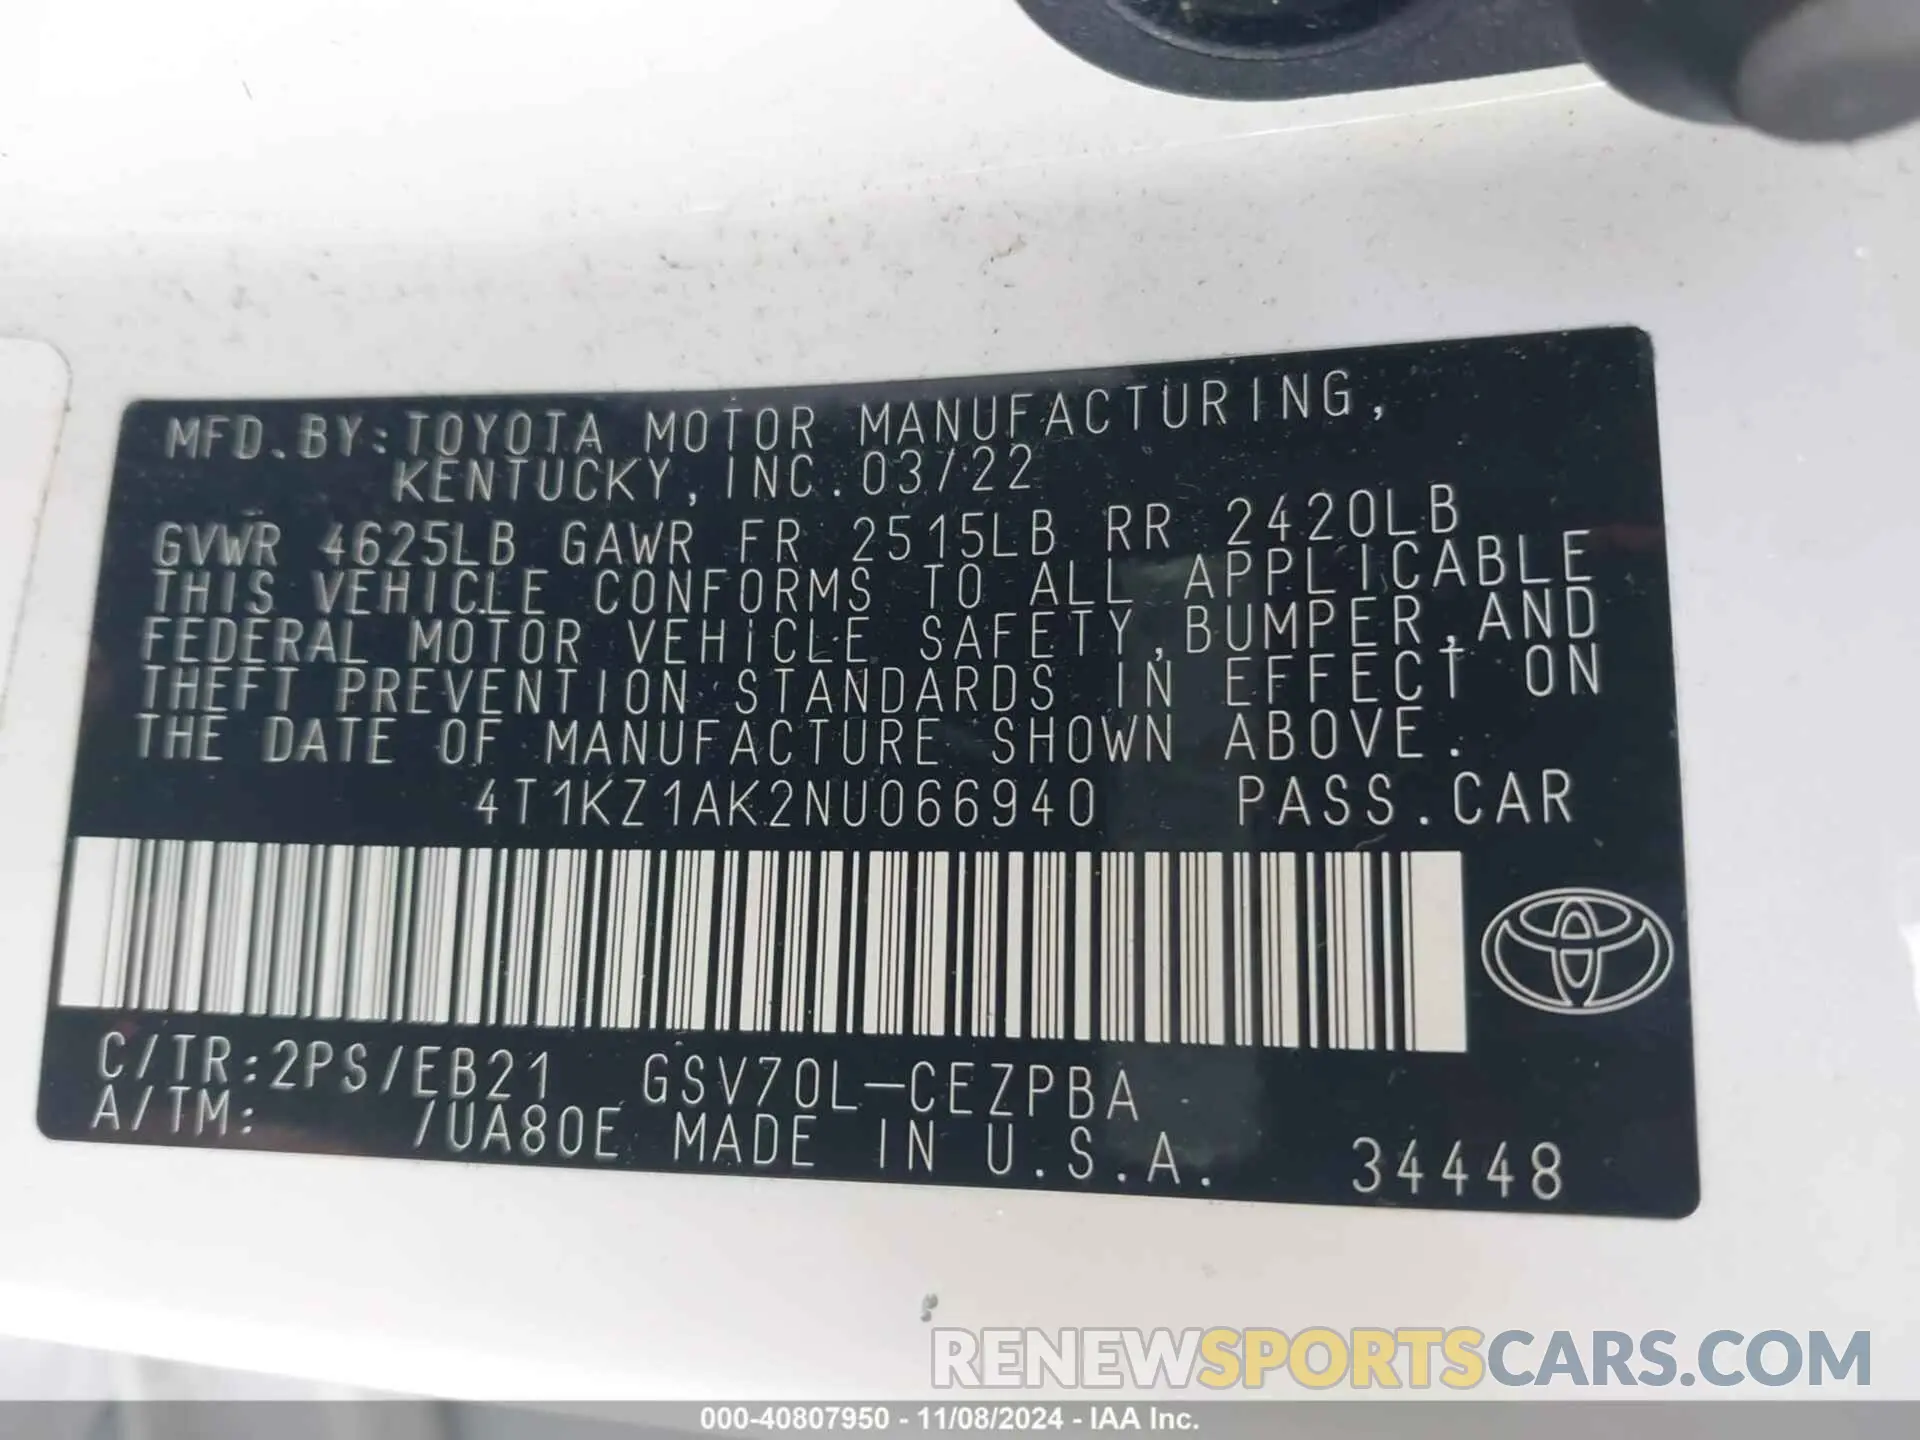 MFD.BY:TOYOTA MOTOR MANUFACTURING,
KENTUCKY,INC.03/22
GVWR 4625LB GAWR FR 2515LB RR 2420LB
THIS VEHICLE CONFORMS TO ALL APPLICABLE
FEDERAL MOTOR VEHICLE SAFETY,BUMPER,AND
THEFT PREVENTION STANDARDS IN EFFECT ON
THE DATE OF MANUFACTURE SHOWN ABOVE.
4T1KZ1AK2NU066940 PASS.CAR
C/TR:2PS/EB21 GSV70L-CEZPBA
A/TM: /UA80E MADE IN U.S.A. 34448
RENEWSPORTSCARS.COM
000-40807950 - 11/08/2024 - IAA Inc.